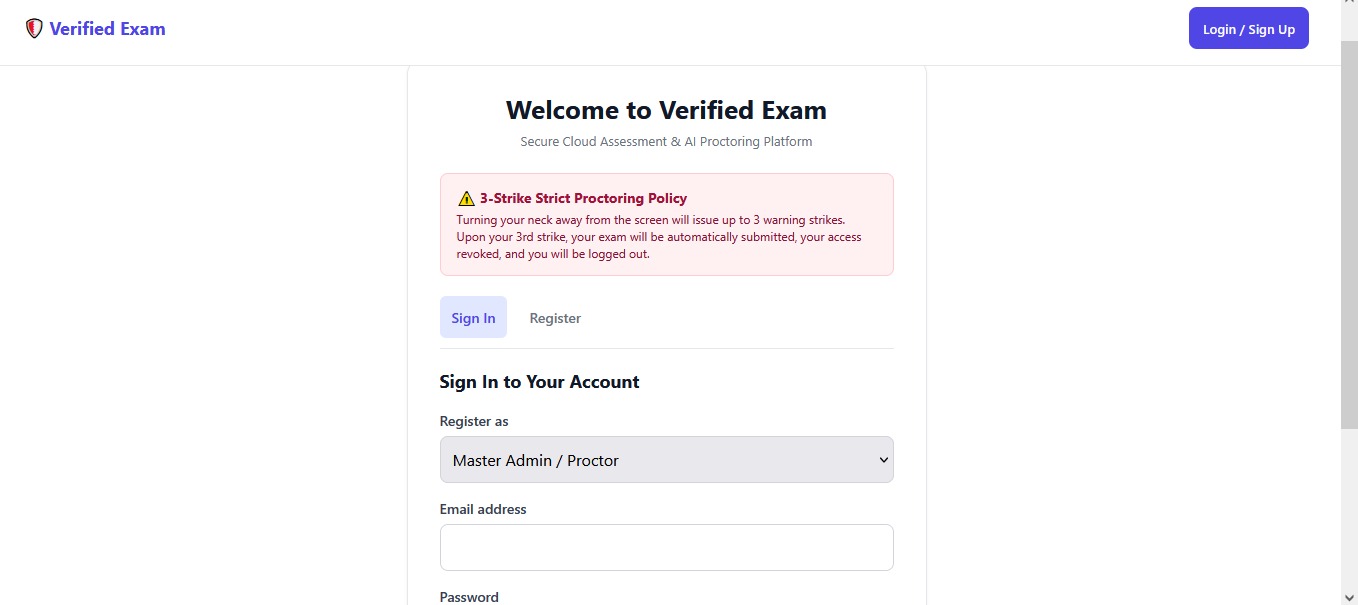 Verified Exam
Login / Sign Up
Welcome to Verified Exam
Secure Cloud Assessment & AI Proctoring Platform
⚠️ 3-Strike Strict Proctoring Policy
Turning your neck away from the screen will issue up to 3 warning strikes.
Upon your 3rd strike, your exam will be automatically submitted, your access
revoked, and you will be logged out.
Sign In
Register
Sign In to Your Account
Register as
Master Admin / Proctor
Email address
Password